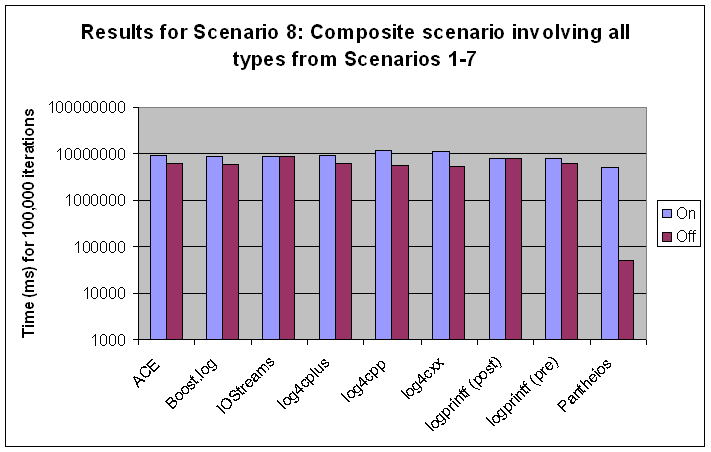 Results for Scenario 8: Composite scenario involving all
types from Scenarios 1-7
Time (ms) for 100,000 iterations
100000000
10000000
1000000
100000
10000
1000
ACE
Boost.log
IOStreams
log4cplus
log4cpp
log4cxx
logprintf (post)
logprintf (pre)
Pantheios
On
Off